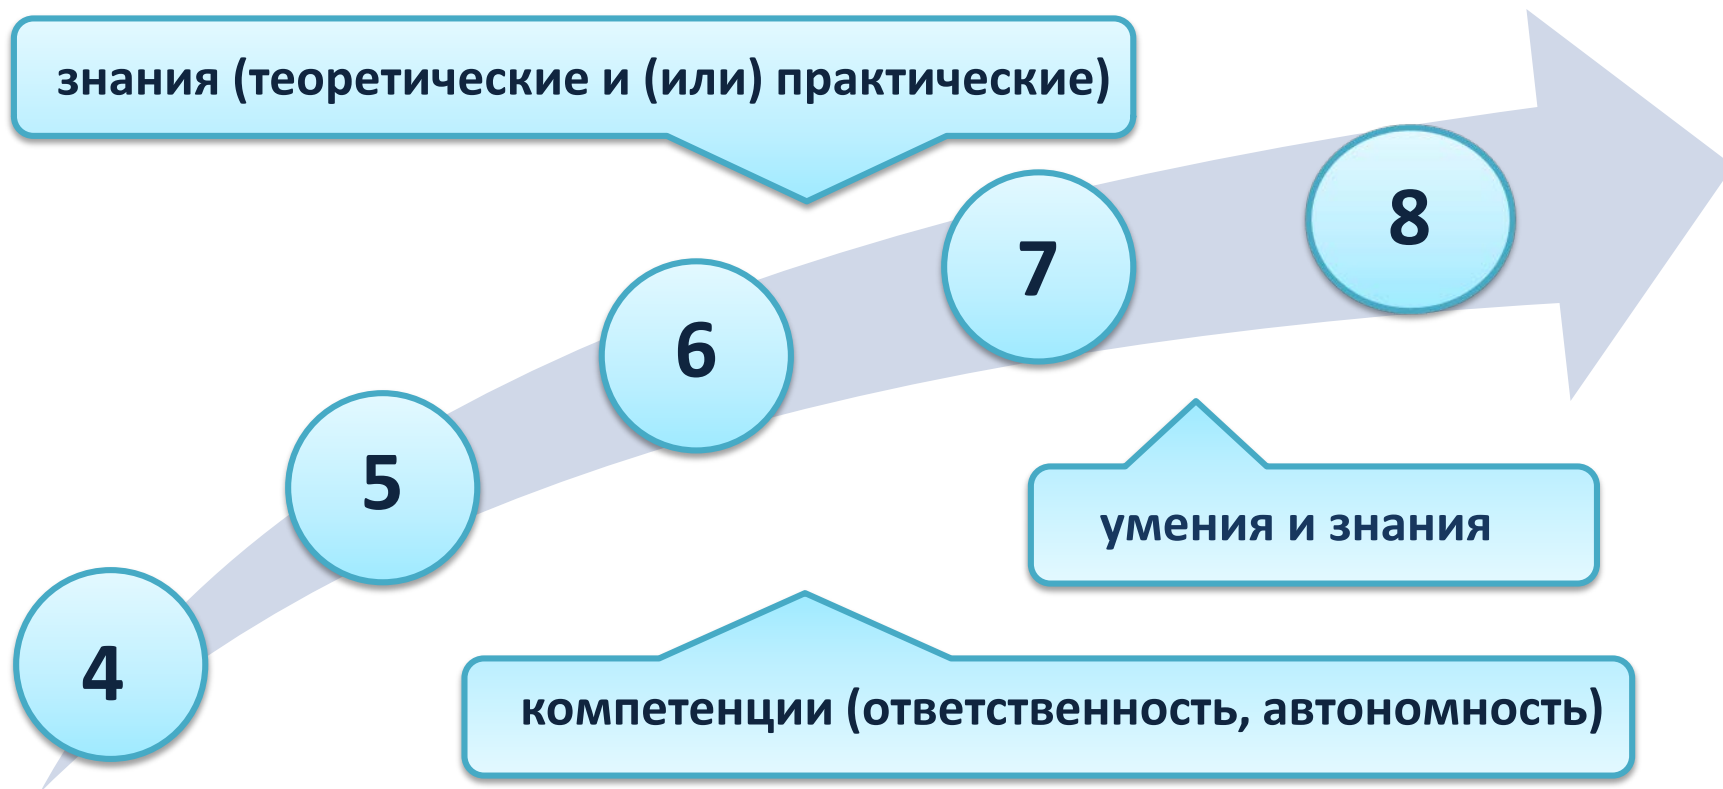 знания (теоретические и (или) практические)
8
7
6
5
умения и знания
4
компетенции (ответственность, автономность)